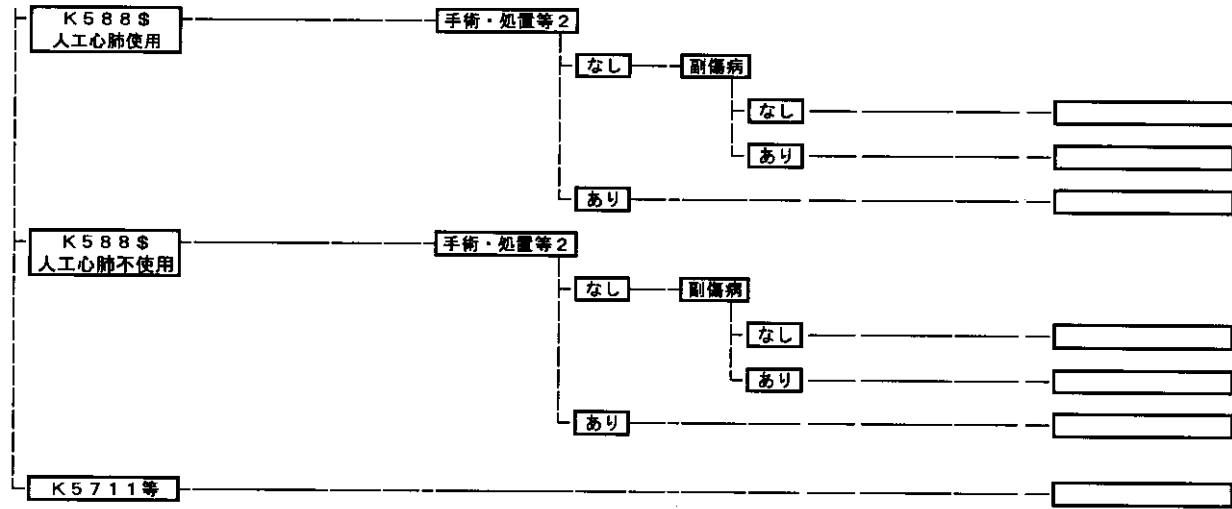 K588$
人工心肺使用
手術・処置等2
なし
副傷病
なし
あり
あり
K588$
人工心肺不使用
手術・処置等2
なし
副傷病
なし
あり
あり
K5711等